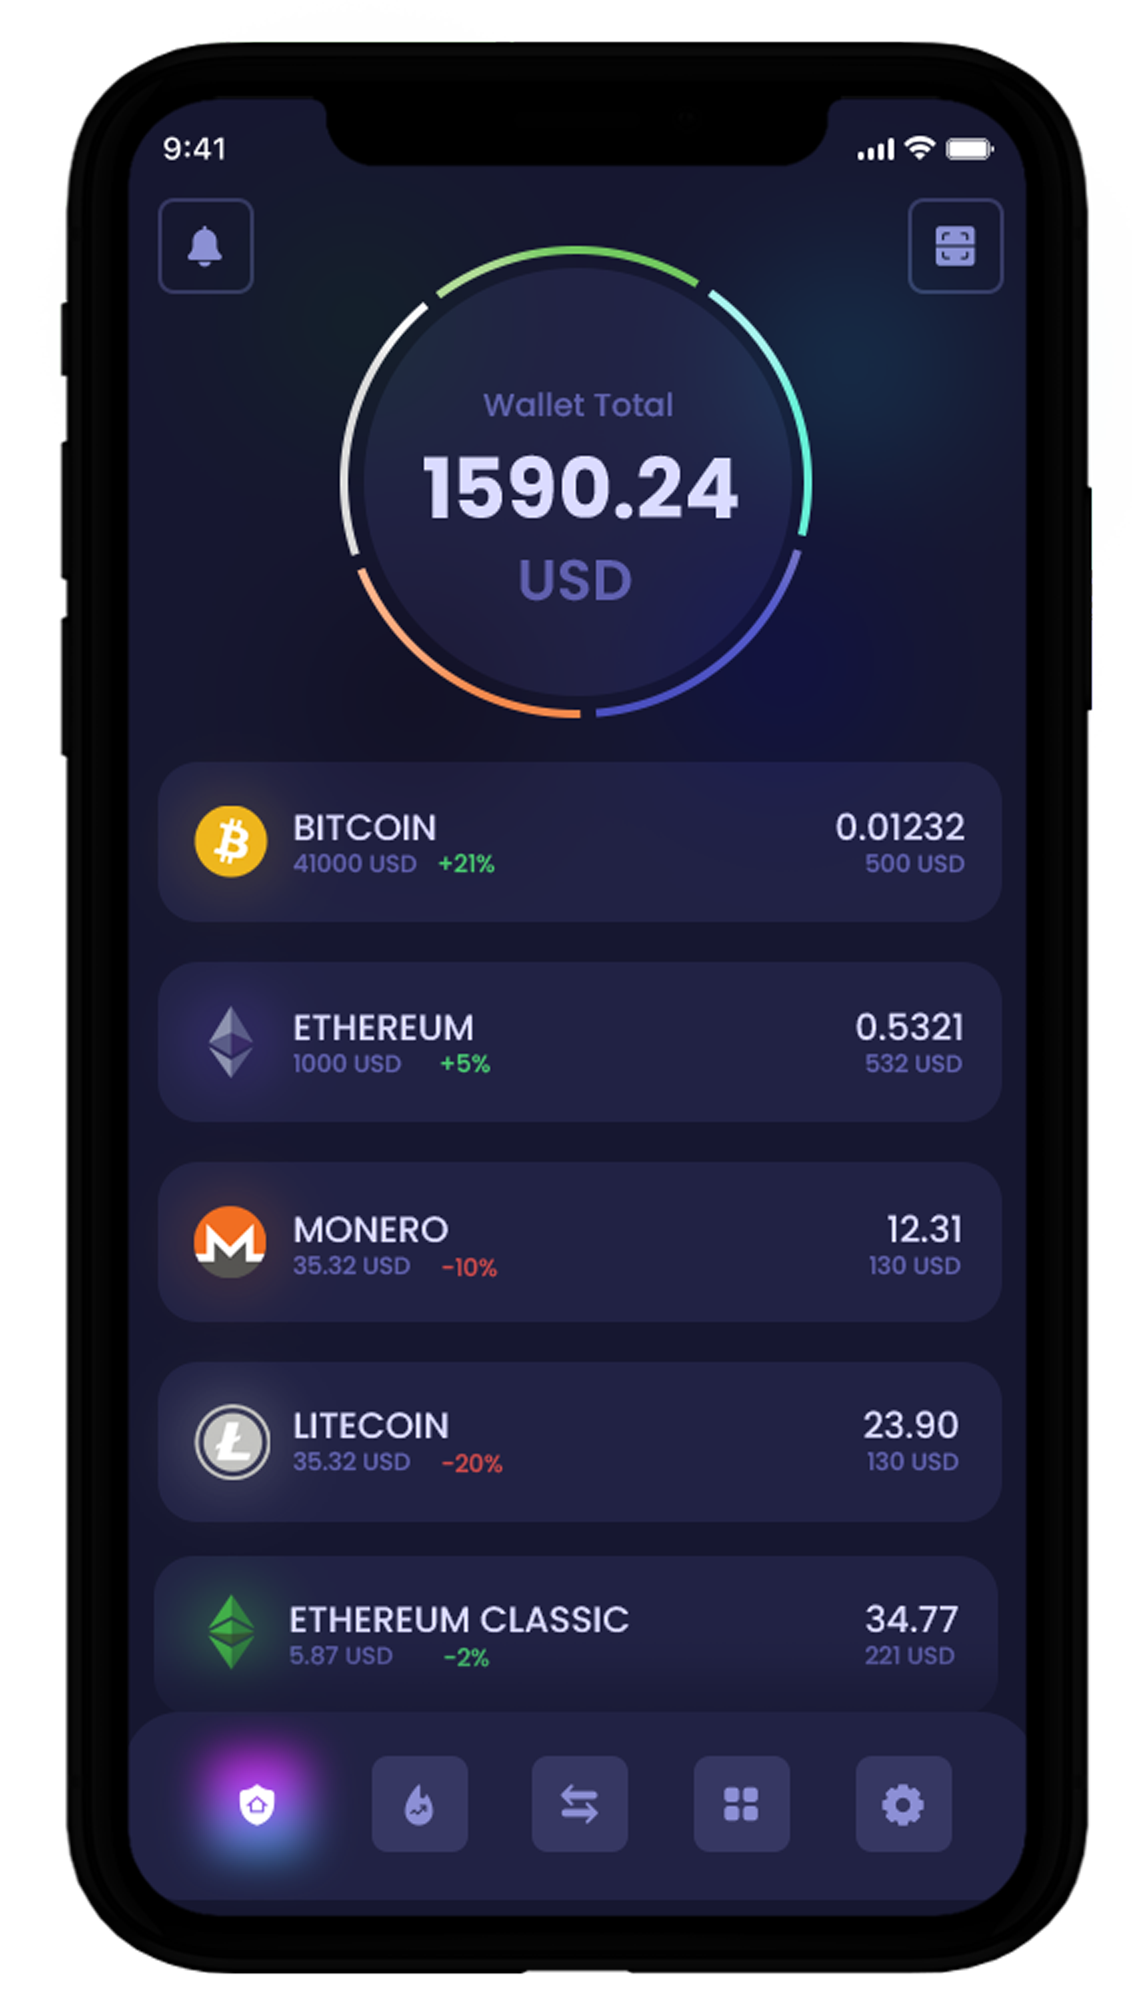 9:41
Wallet Total
1590.24
USD
BITCOIN 0.01232
41000 USD +21% 500 USD
ETHEREUM 0.5321
1000 USD +5% 532 USD
MONERO 12.31
35.32 USD -10% 130 USD
LITECOIN 23.90
35.32 USD -20% 130 USD
ETHEREUM CLASSIC 34.77
5.87 USD -2% 221 USD